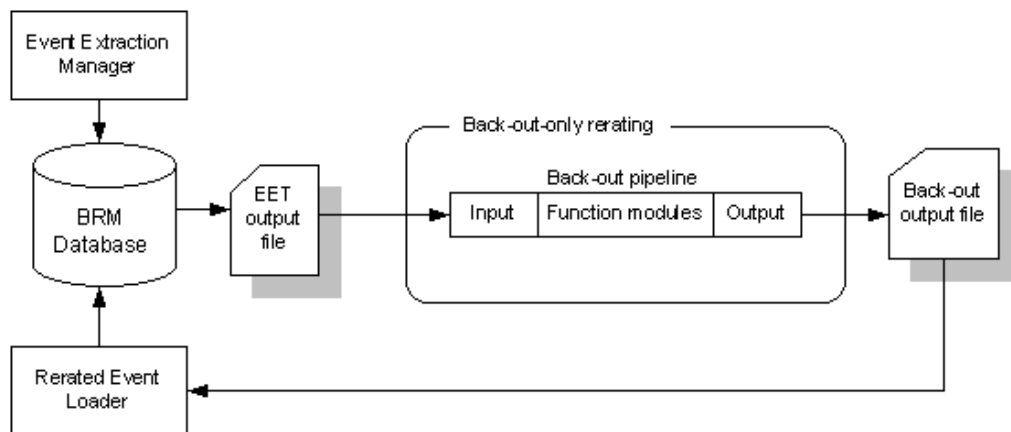 Event Extraction
Manager
BRM
Database
EET
output
file
Back-out-only rerating
Back-out pipeline
Input
Function modules
Output
Back-out
output file
Rerated Event
Loader